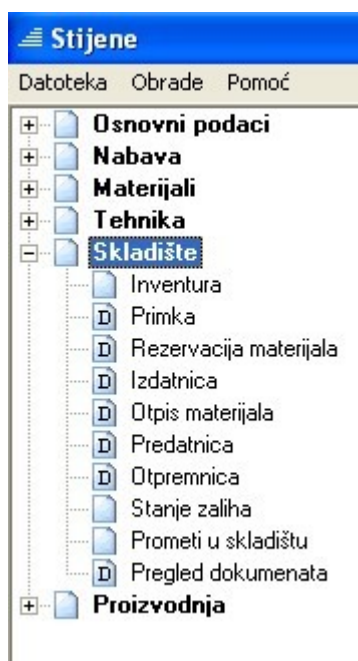 Stijene
Datoteka Obrade Pomoć
Osnovni podaci
Nabava
Materijali
Tehnika
Skladište
Inventura
D Primka
D Rezervacija materijala
D Izdatnica
D Otpis materijala
D Predatnica
D Otpremnica
Stanje zaliha
Prometi u skladištu
D Pregled dokumenata
Proizvodnja